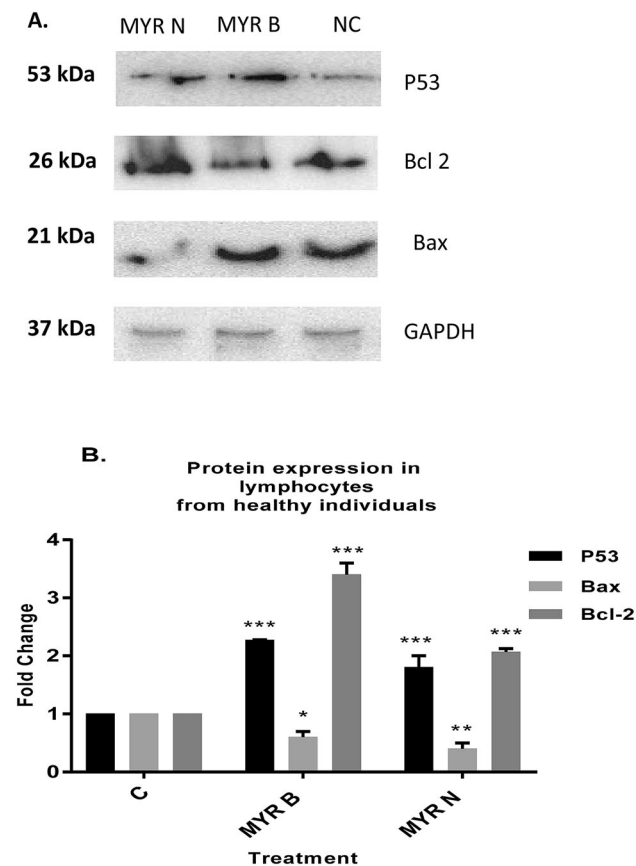 A.
MYR N MYR B NC
53 kDa P53
26 kDa Bcl 2
21 kDa Bax
37 kDa GAPDH
B.
Protein expression in
lymphocytes
from healthy individuals
Fold Change
4
3
2
1
0
***
*
***
***
**
***
P53
Bax
Bcl-2
C
MYR B
MYR N
Treatment